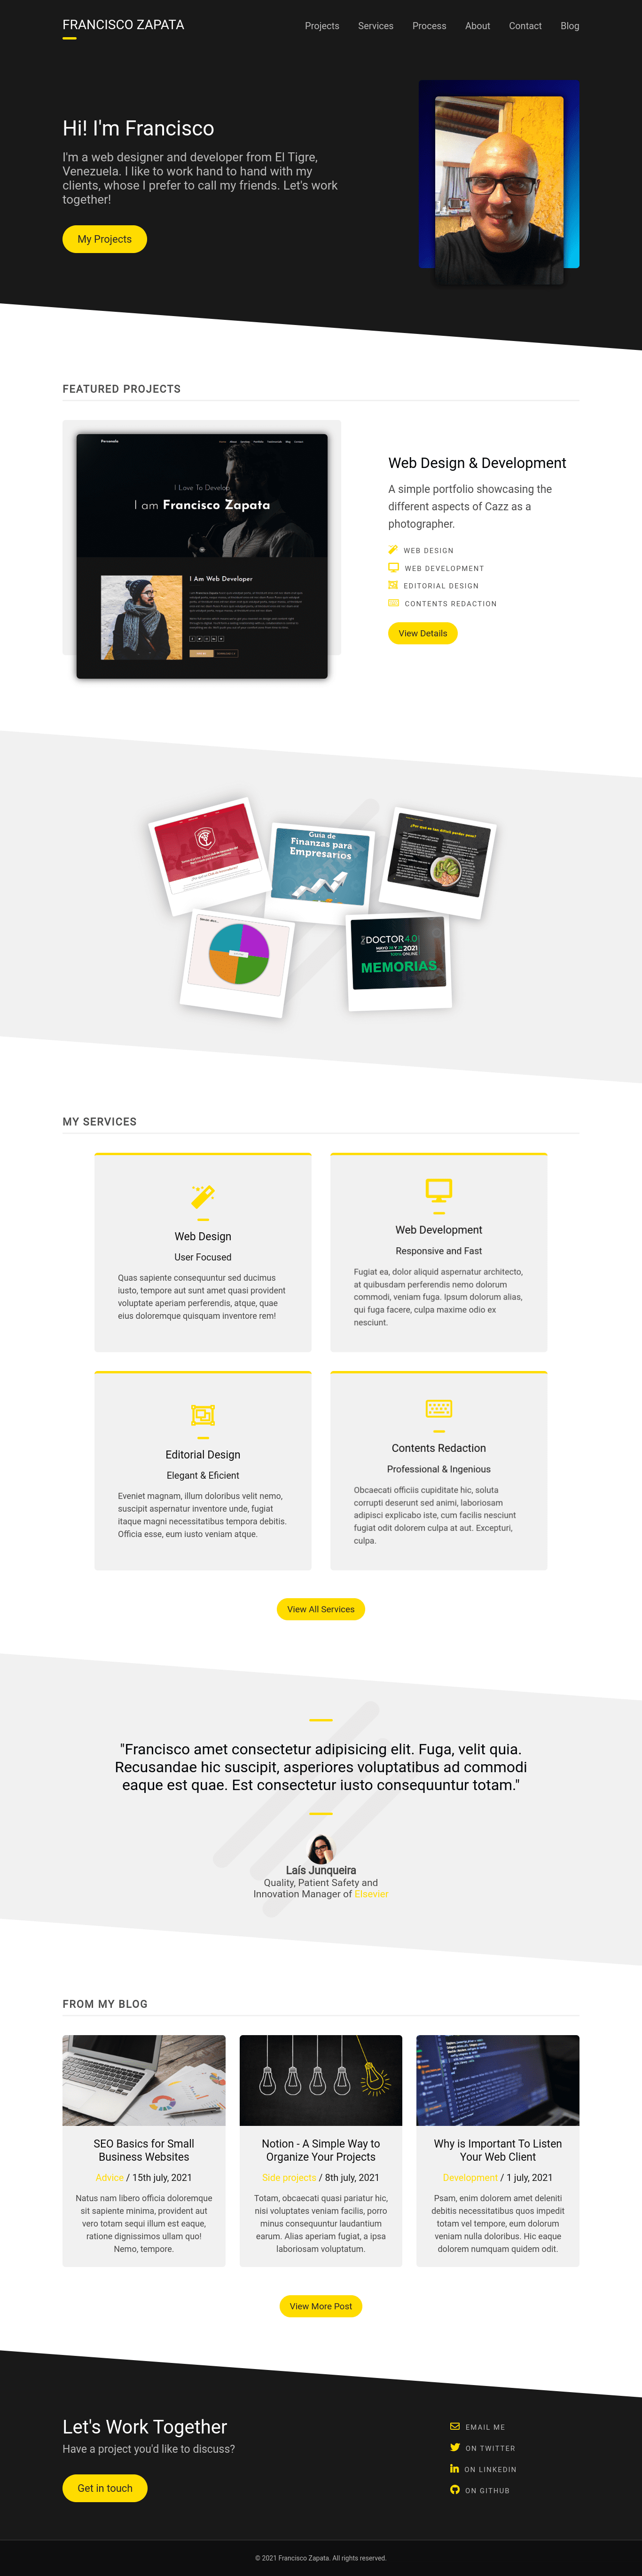 FRANCISCO ZAPATA
Projects Services Process About Contact Blog
Hi! I'm Francisco
I'm a web designer and developer from El Tigre,
Venezuela. I like to work hand to hand with my
clients, whose I prefer to call my friends. Let's work
together!
My Projects
FEATURED PROJECTS
I Love To Develop
I am Francisco Zapata
I Am Web Developer
Web Design & Development
A simple portfolio showcasing the
different aspects of Cazz as a
photographer.
WEB DESIGN
WEB DEVELOPMENT
EDITORIAL DESIGN
CONTENTS REDACTION
View Details
Guía de
Finanzas para
Empresarios
¿Por qué es tan difícil perder peso?
DOCTOR4.0
2021
ONLINE
MEMORIAS
MY SERVICES
Web Design
User Focused
Quas sapiente consequuntur sed ducimus
iusto, tempore aut sunt amet quasi provident
voluptate aperiam perferendis, atque, quae
eius doloremque quisquam inventore rem!
Web Development
Responsive and Fast
Fugiat ea, dolor aliquid aspernatur architecto,
at quibusdam perferendis nemo dolorum
commodi, veniam fuga. Ipsum dolorum alias,
qui fuga facere, culpa maxime odio ex
nesciunt.
Editorial Design
Elegant & Eficient
Eveniet magnam, illum doloribus velit nemo,
suscipit aspernatur inventore unde, fugiat
itaque magni necessitatibus tempora debitis.
Officia esse, eum iusto veniam atque.
Contents Redaction
Professional & Ingenious
Obcaecati officiis cupiditate hic, soluta
corrupti deserunt sed animi, laboriosam
adipisci explicabo iste, cum facilis nesciunt
fugiat odit dolorem culpa at aut. Excepturi,
culpa.
View All Services
"Francisco amet consectetur adipisicing elit. Fuga, velit quia.
Recusandae hic suscipit, asperiores voluptatibus ad commodi
eaque est quae. Est consectetur iusto consequuntur totam."
Laís Junqueira
Quality, Patient Safety and
Innovation Manager of Elsevier
FROM MY BLOG
SEO Basics for Small
Business Websites
Advice / 15th july, 2021
Natus nam libero officia doloremque
sit sapiente minima, provident aut
vero totam sequi illum est eaque,
ratione dignissimos ullam quo!
Nemo, tempore.
Notion - A Simple Way to
Organize Your Projects
Side projects / 8th july, 2021
Totam, obcaecati quasi pariatur hic,
nisi voluptates veniam facilis, porro
minus consequuntur laudantium
earum. Alias aperiam fugiat, a ipsa
laboriosam voluptatum.
Why is Important To Listen
Your Web Client
Development / 1 july, 2021
Psam, enim dolorem amet deleniti
debitis necessitatibus quos impedit
totam vel tempore, eum dolorum
veniam nulla doloribus. Hic eaque
dolorem numquam quidem odit.
View More Post
Let's Work Together
Have a project you'd like to discuss?
Get in touch
EMAIL ME
ON TWITTER
ON LINKEDIN
ON GITHUB
© 2021 Francisco Zapata. All rights reserved.